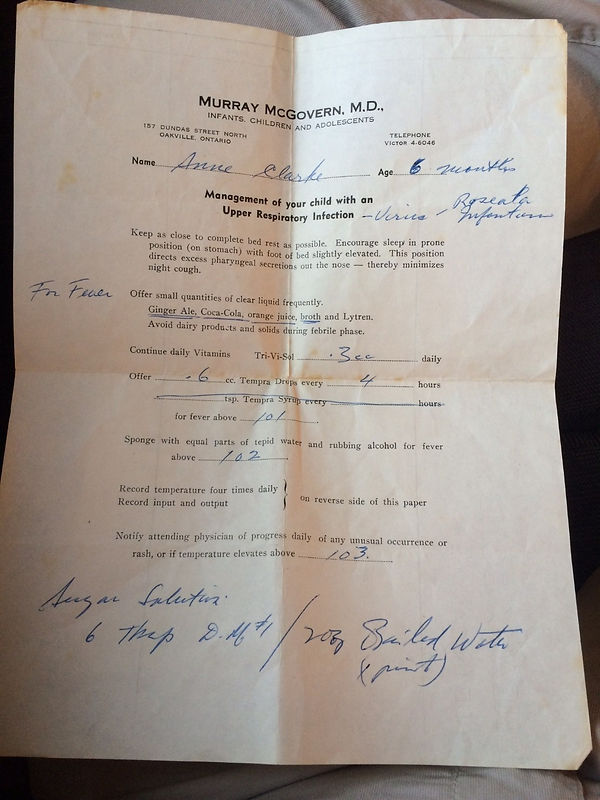 MURRAY McGOVERN, M.D.,
INFANTS, CHILDREN AND ADOLESCENTS
157 DUNDAS STREET NORTH
OAKVILLE, ONTARIO
TELEPHONE
VICTOR 4-6046
Name Anne Clarke Age 6 months
Management of your child with an
Upper Respiratory Infection – Virus / Roseola
Infantum
Keep as close to complete bed rest as possible. Encourage sleep in prone
position (on stomach) with foot of bed slightly elevated. This position
directs excess pharyngeal secretions out the nose — thereby minimizes
night cough.
For Fever
Offer small quantities of clear liquid frequently.
Ginger Ale, Coca-Cola, orange juice, broth and Lytren.
Avoid dairy products and solids during febrile phase.
Continue daily Vitamins Tri-Vi-Sol .3cc daily
Offer .6 cc. Tempra Drops every 4 hours
tsp. Tempra Syrup every hours
for fever above 101
Sponge with equal parts of tepid water and rubbing alcohol for fever
above 102
Record temperature four times daily
Record input and output
on reverse side of this paper
Notify attending physician of progress daily of any unusual occurrence or
rash, or if temperature elevates above 103.
Sugar Solution
6 Tbsp D.M #1 / 20oz Boiled Water
(pint)